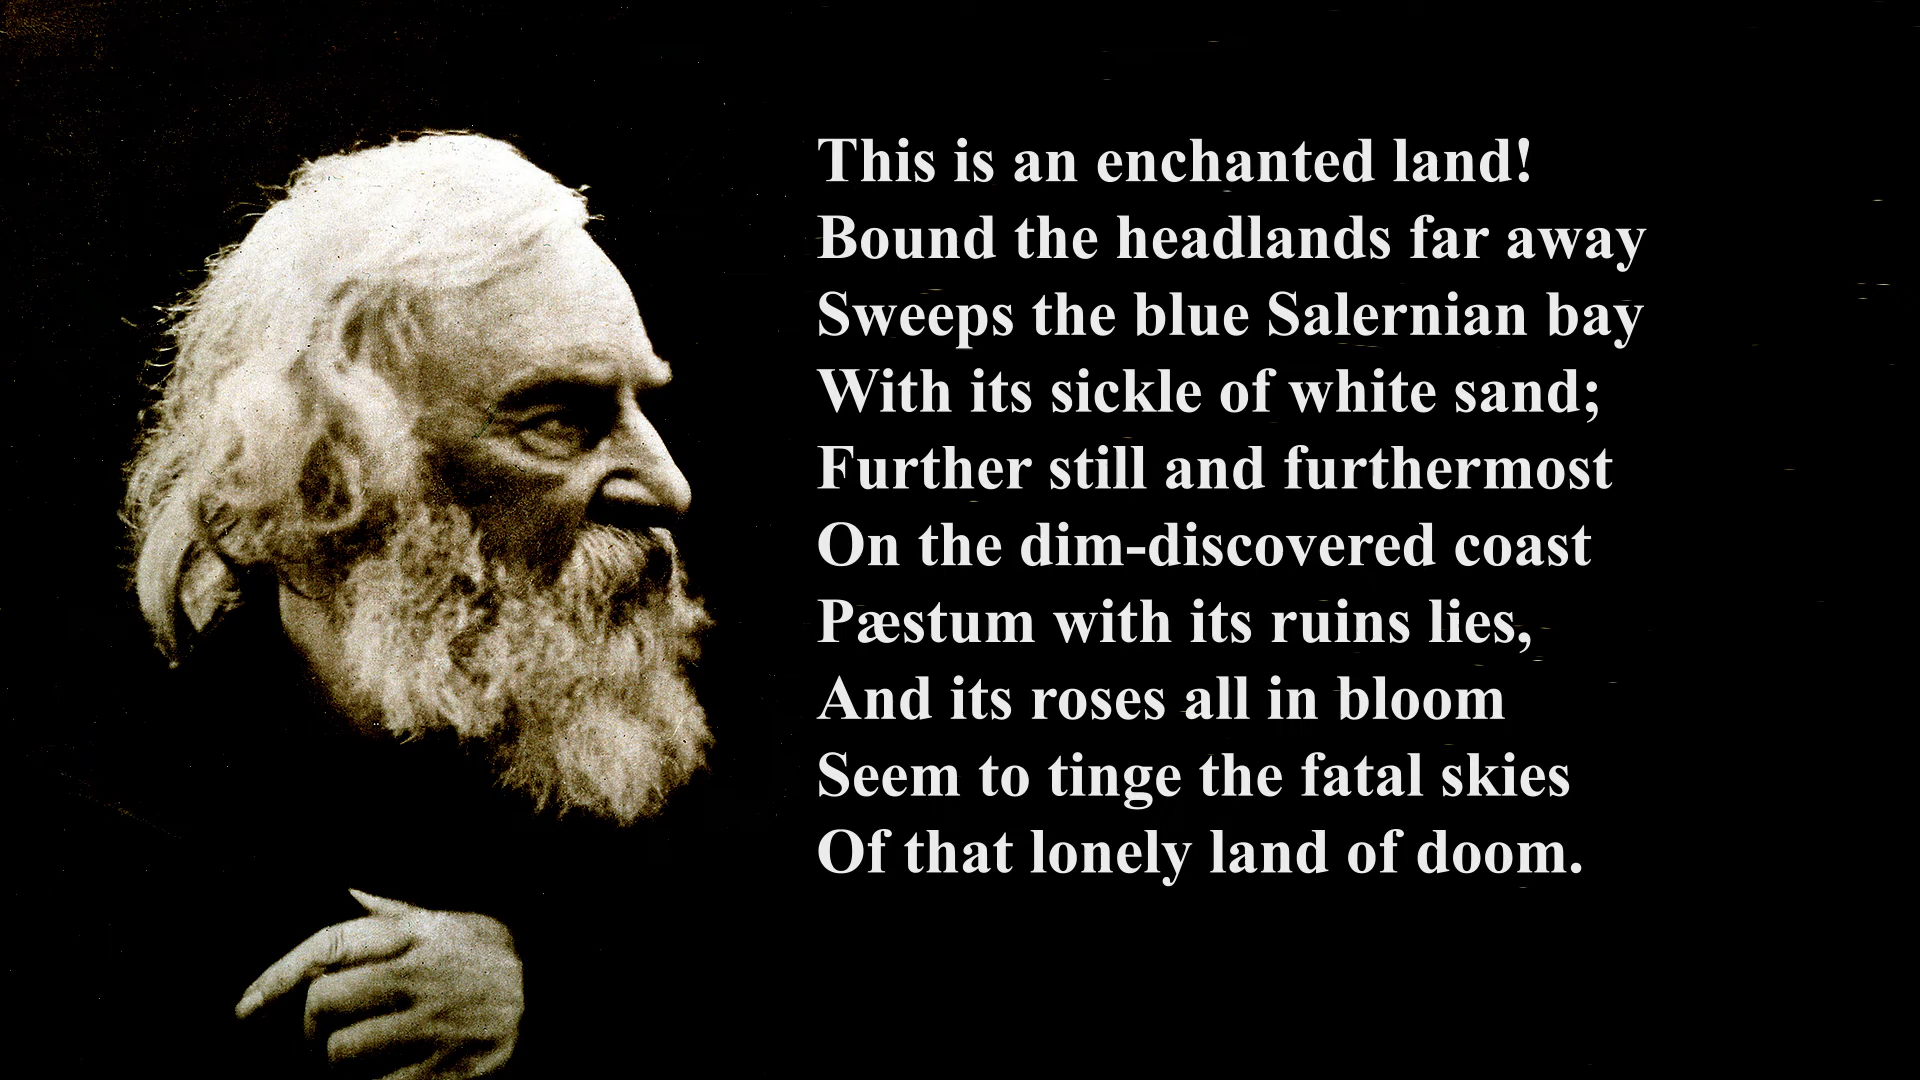 This is an enchanted land!
Bound the headlands far away
Sweeps the blue Salernian bay
With its sickle of white sand;
Further still and furthermost
On the dim-discovered coast
Pæstum with its ruins lies,
And its roses all in bloom
Seem to tinge the fatal skies
Of that lonely land of doom.